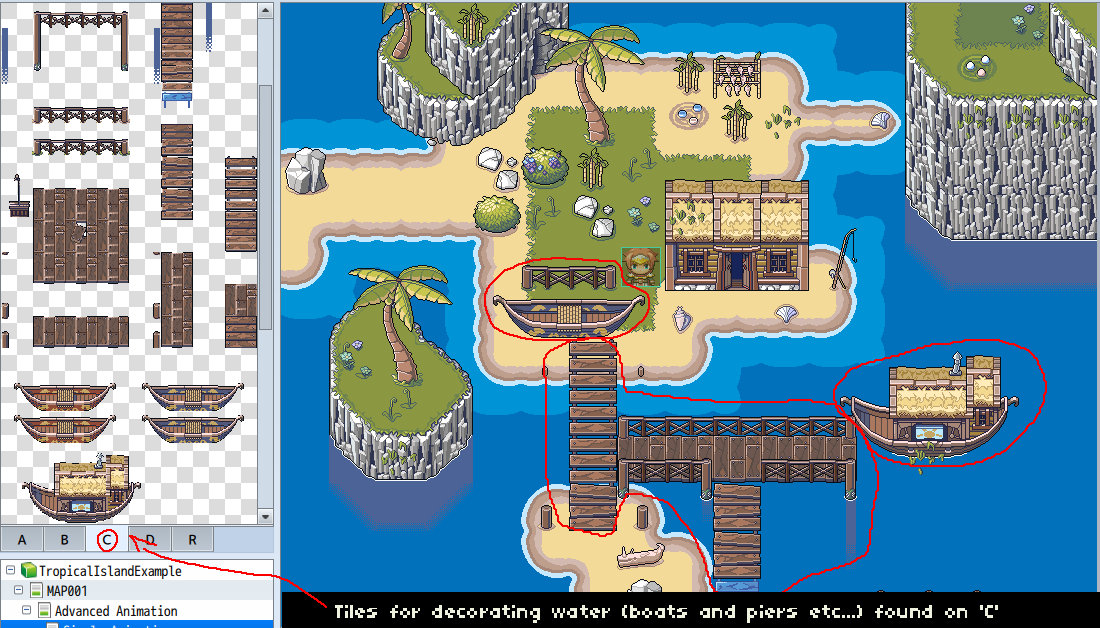 A B C D R
TropicalIslandExample
MAP001
Advanced Animation
Tiles for decorating water (boats and piers etc...) found on 'C'